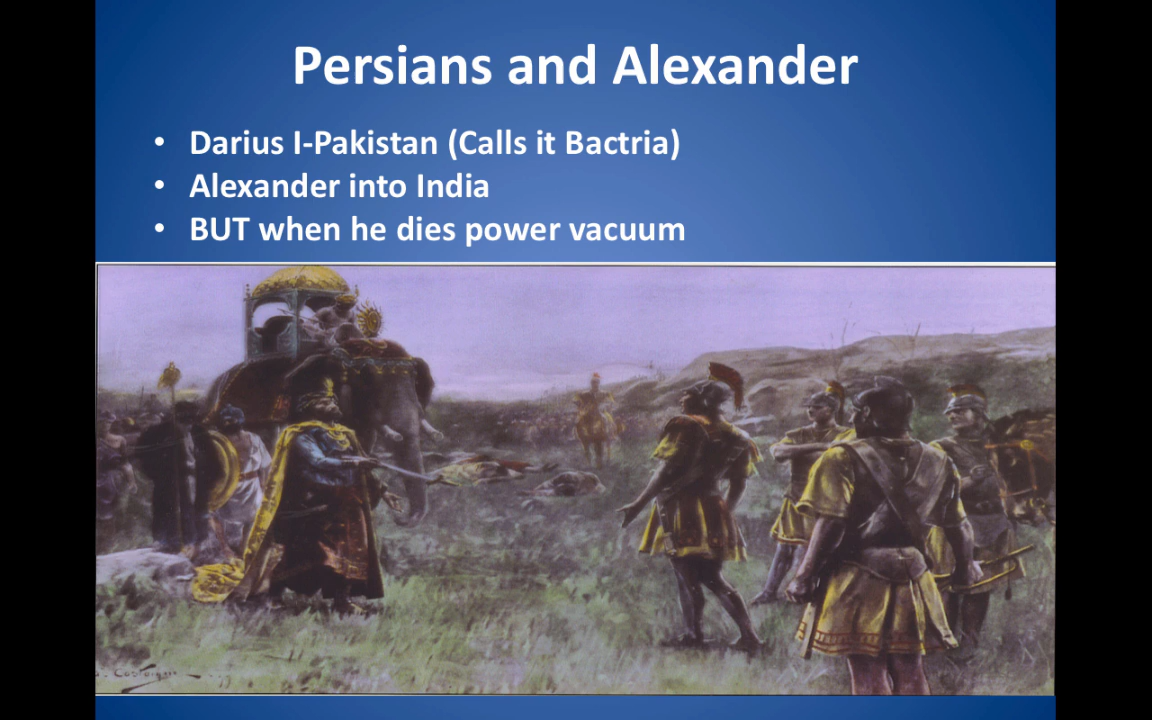 Persians and Alexander
• Darius I-Pakistan (Calls it Bactria)
• Alexander into India
• BUT when he dies power vacuum